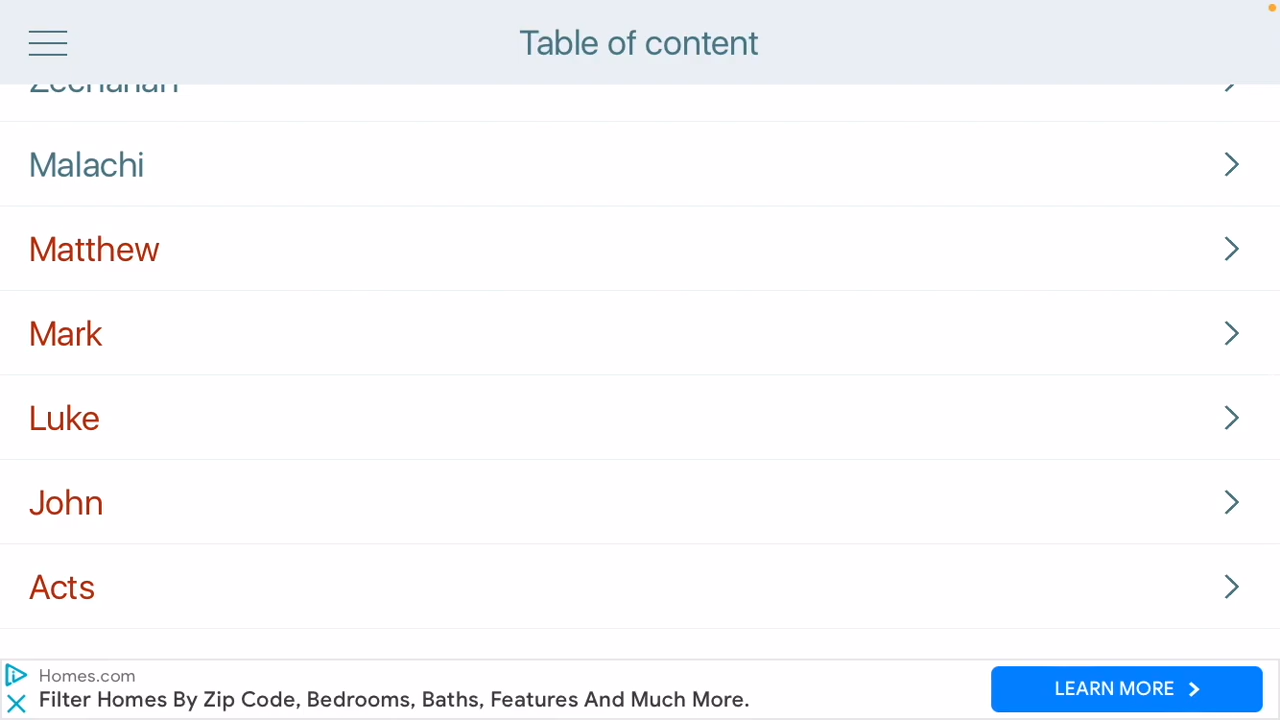 Table of content
Zechariah
Malachi
Matthew
Mark
Luke
John
Acts
Homes.com
Filter Homes By Zip Code, Bedrooms, Baths, Features And Much More.
LEARN MORE